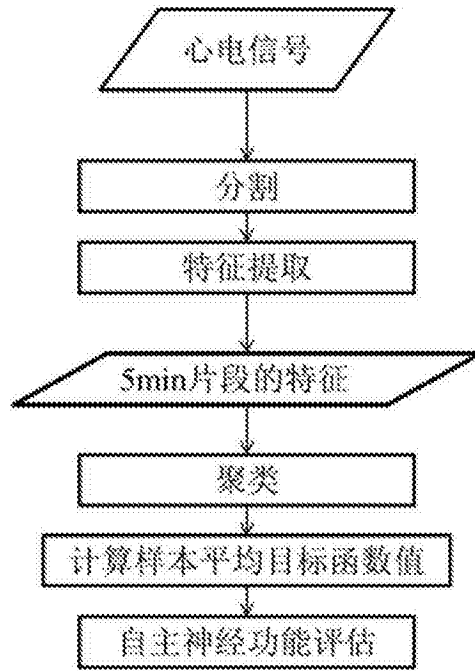 心电信号
分割
特征提取
5min片段的特征
聚类
计算样本平均目标函数值
自主神经功能评估